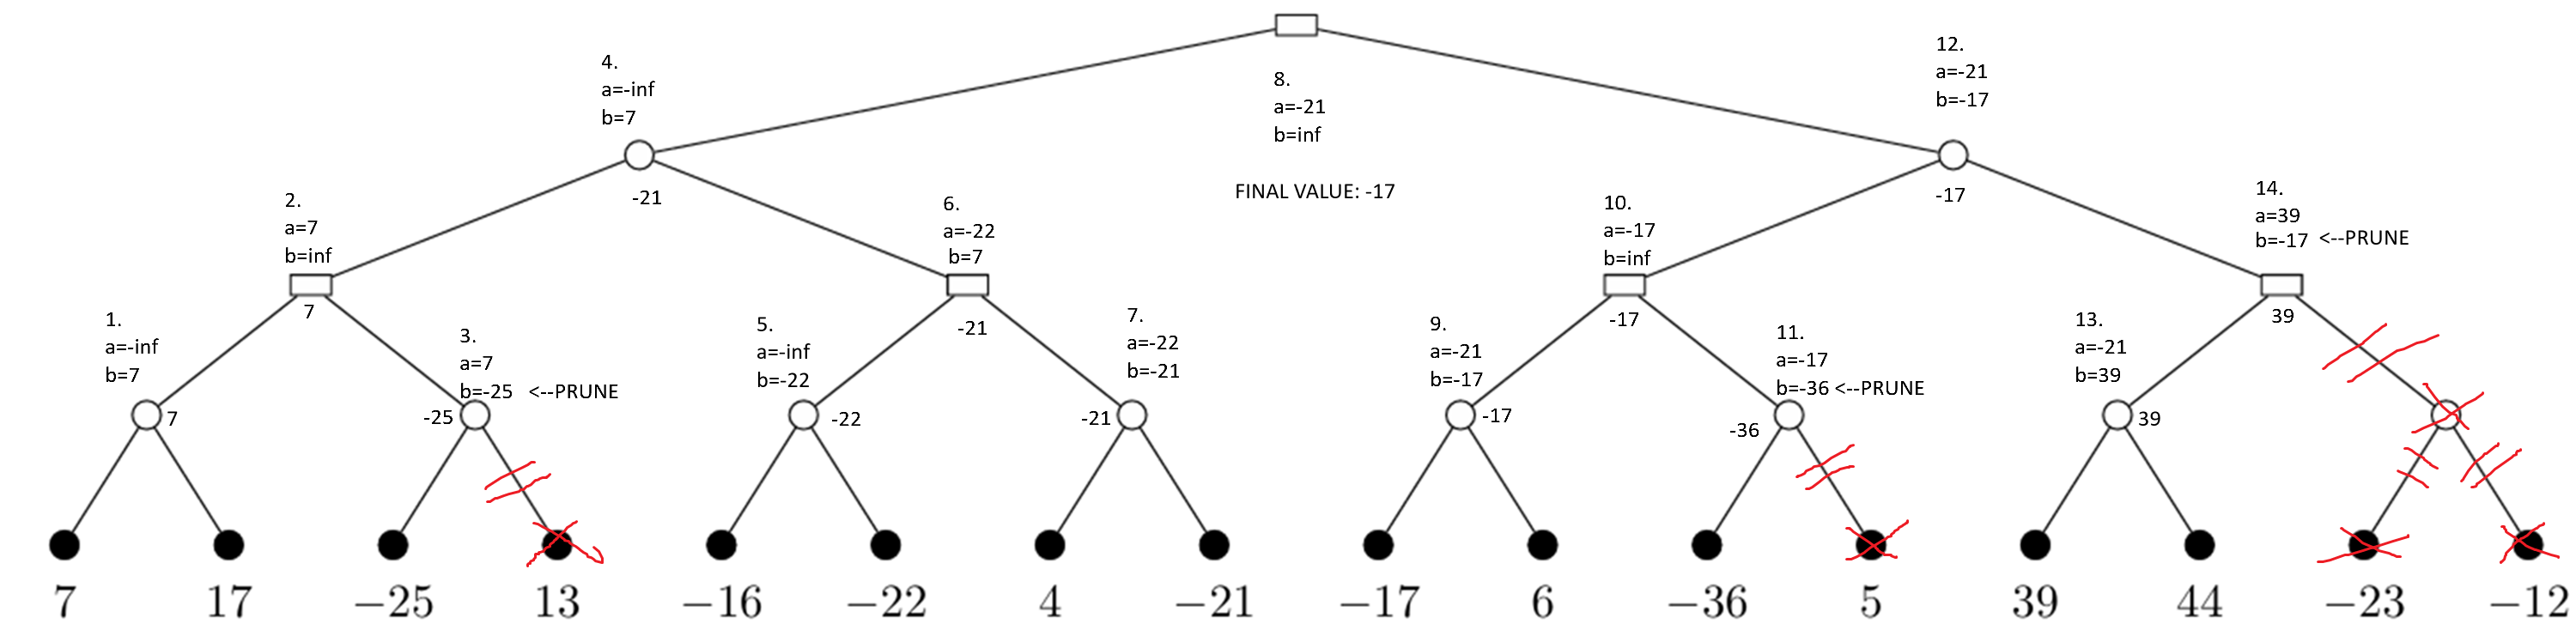 12.
a=-21
b=-17
4.
a=-inf
b=7
8.
a=-21
b=inf
FINAL VALUE: -17
-21
-17
2.
a=7
b=inf
6.
a=-22
b=7
10.
a=-17
b=inf
14.
a=39
b=-17 <--PRUNE
7
-21
-17
39
1.
a=-inf
b=7
3.
a=7
b=-25 <--PRUNE
5.
a=-inf
b=-22
7.
a=-22
b=-21
9.
a=-21
b=-17
11.
a=-17
b=-36 <--PRUNE
13.
a=-21
b=39
7
-25
-22
-21
-17
-36
39
7 17 −25 13 −16 −22 4 −21 −17 6 −36 5 39 44 −23 −12